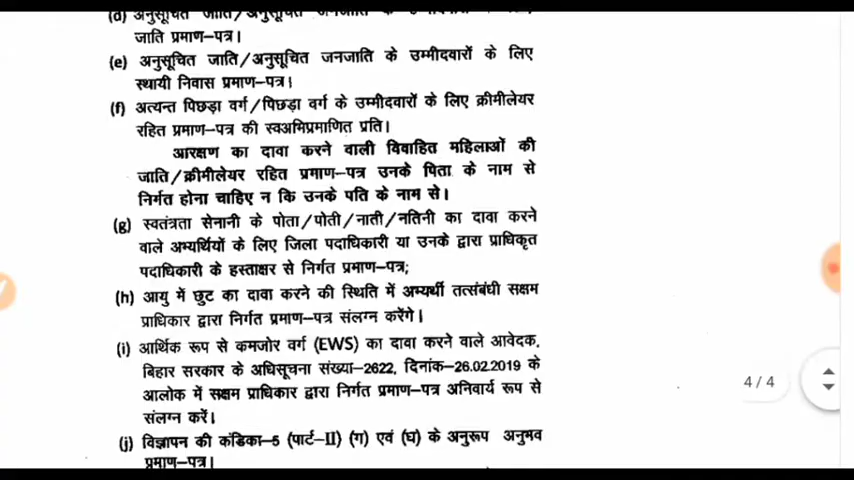 (d) अनुसूचित जाति/अनुसूचित जनजाति के उम्मीदवारों के
जाति प्रमाण-पत्र।
(e) अनुसूचित जाति/अनुसूचित जनजाति के उम्मीदवारों के लिए
स्थायी निवास प्रमाण-पत्र।
(f) अत्यन्त पिछड़ा वर्ग/पिछड़ा वर्ग के उम्मीदवारों के लिए क्रीमीलेयर
रहित प्रमाण-पत्र की स्वअभिप्रमाणित प्रति।
आरक्षण का दावा करने वाली विवाहित महिलाओं की
जाति/क्रीमीलेयर रहित प्रमाण-पत्र उनके पिता के नाम से
निर्गत होना चाहिए न कि उनके पति के नाम से।
(g) स्वतंत्रता सेनानी के पोता/पोती/नाती/नतिनी का दावा करने
वाले अभ्यर्थियों के लिए जिला पदाधिकारी या उनके द्वारा प्राधिकृत
पदाधिकारी के हस्ताक्षर से निर्गत प्रमाण-पत्र;
(h) आयु में छुट का दावा करने की स्थिति में अभ्यर्थी तत्संबंधी सक्षम
प्राधिकार द्वारा निर्गत प्रमाण-पत्र संलग्न करेंगे।
(i) आर्थिक रूप से कमजोर वर्ग (EWS) का दावा करने वाले आवेदक,
बिहार सरकार के अधिसूचना संख्या-2622, दिनांक-26.02.2019 के
आलोक में सक्षम प्राधिकार द्वारा निर्गत प्रमाण-पत्र अनिवार्य रूप से
संलग्न करें।
4 / 4
(j) विज्ञापन की कंडिका-5 (पार्ट-II) (ग) एवं (घ) के अनुरूप अनुभव
प्रमाण-पत्र।